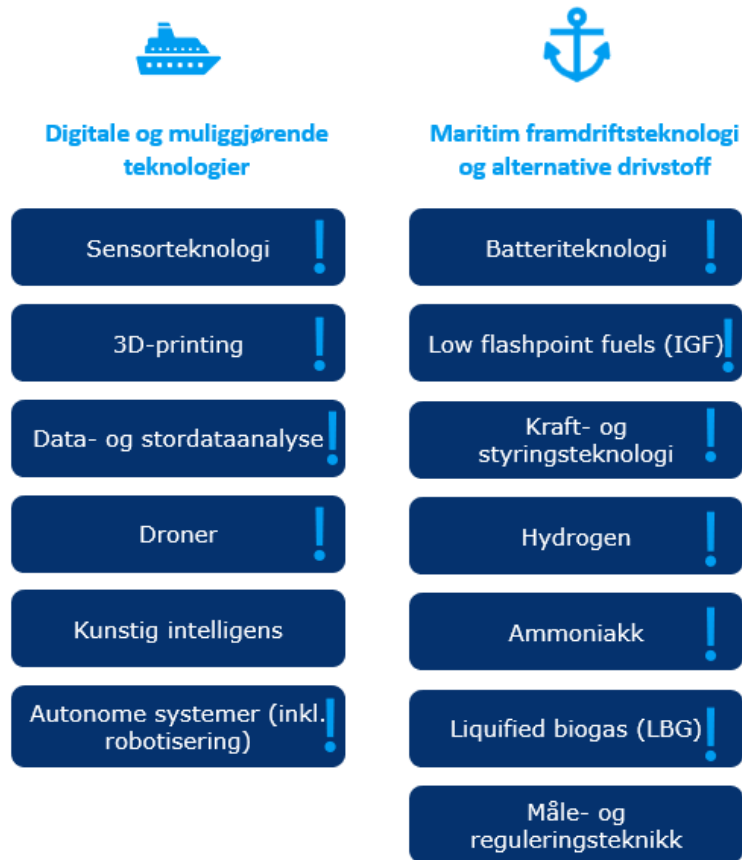 Digitale og muliggjørende
teknologier
Sensorteknologi
3D-printing
Data- og stordataanalyse
Droner
Kunstig intelligens
Autonome systemer (inkl.
robotisering)
Maritim framdriftsteknologi
og alternative drivstoff
Batteriteknologi
Low flashpoint fuels (IGF)
Kraft- og
styringsteknologi
Hydrogen
Ammoniakk
Liquified biogas (LBG)
Måle- og
reguleringsteknikk